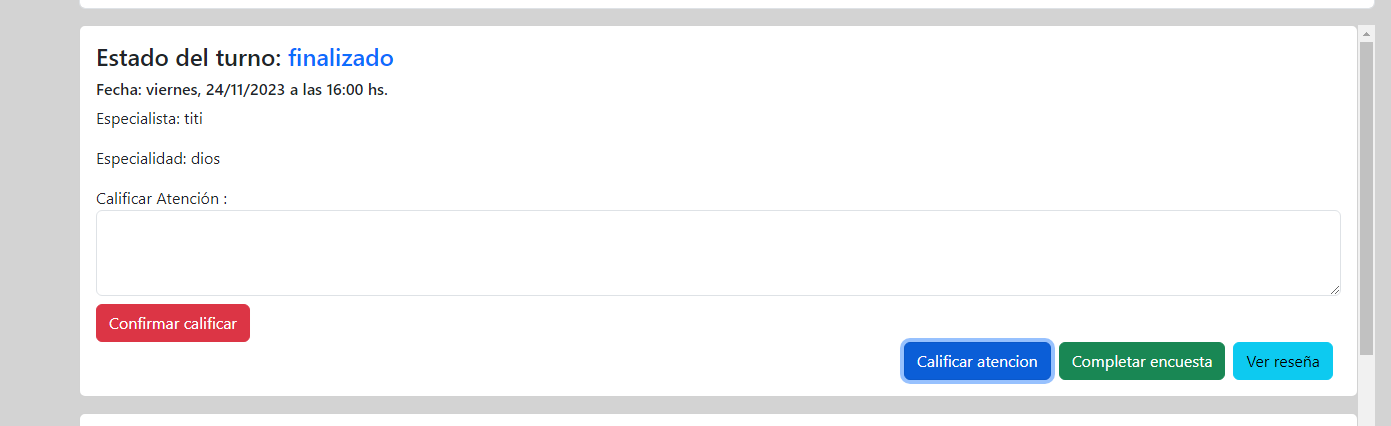 Estado del turno: finalizado
Fecha: viernes, 24/11/2023 a las 16:00 hs.
Especialista: titi
Especialidad: dios
Calificar Atención :
Confirmar calificar
Calificar atencion Completar encuesta Ver reseña